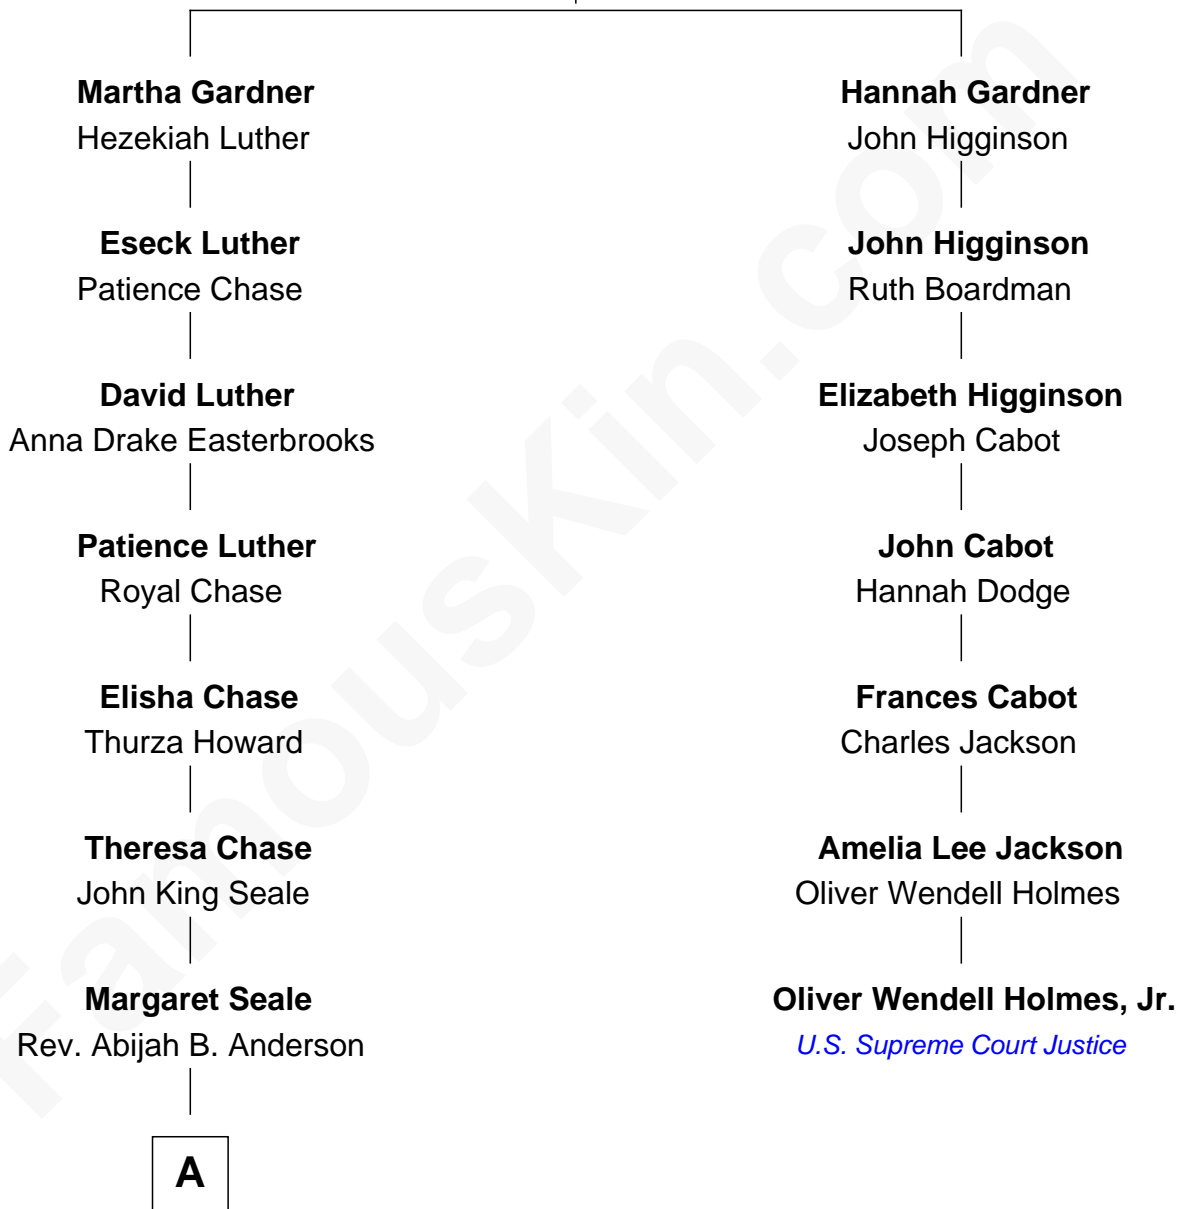 Martha Gardner
Hezekiah Luther
Eseck Luther
Patience Chase
David Luther
Anna Drake Easterbrooks
Patience Luther
Royal Chase
Elisha Chase
Thurza Howard
Theresa Chase
John King Seale
Margaret Seale
Rev. Abijah B. Anderson
A
Hannah Gardner
John Higginson
John Higginson
Ruth Boardman
Elizabeth Higginson
Joseph Cabot
John Cabot
Hannah Dodge
Frances Cabot
Charles Jackson
Amelia Lee Jackson
Oliver Wendell Holmes
Oliver Wendell Holmes, Jr.
U.S. Supreme Court Justice
FamousKin.com